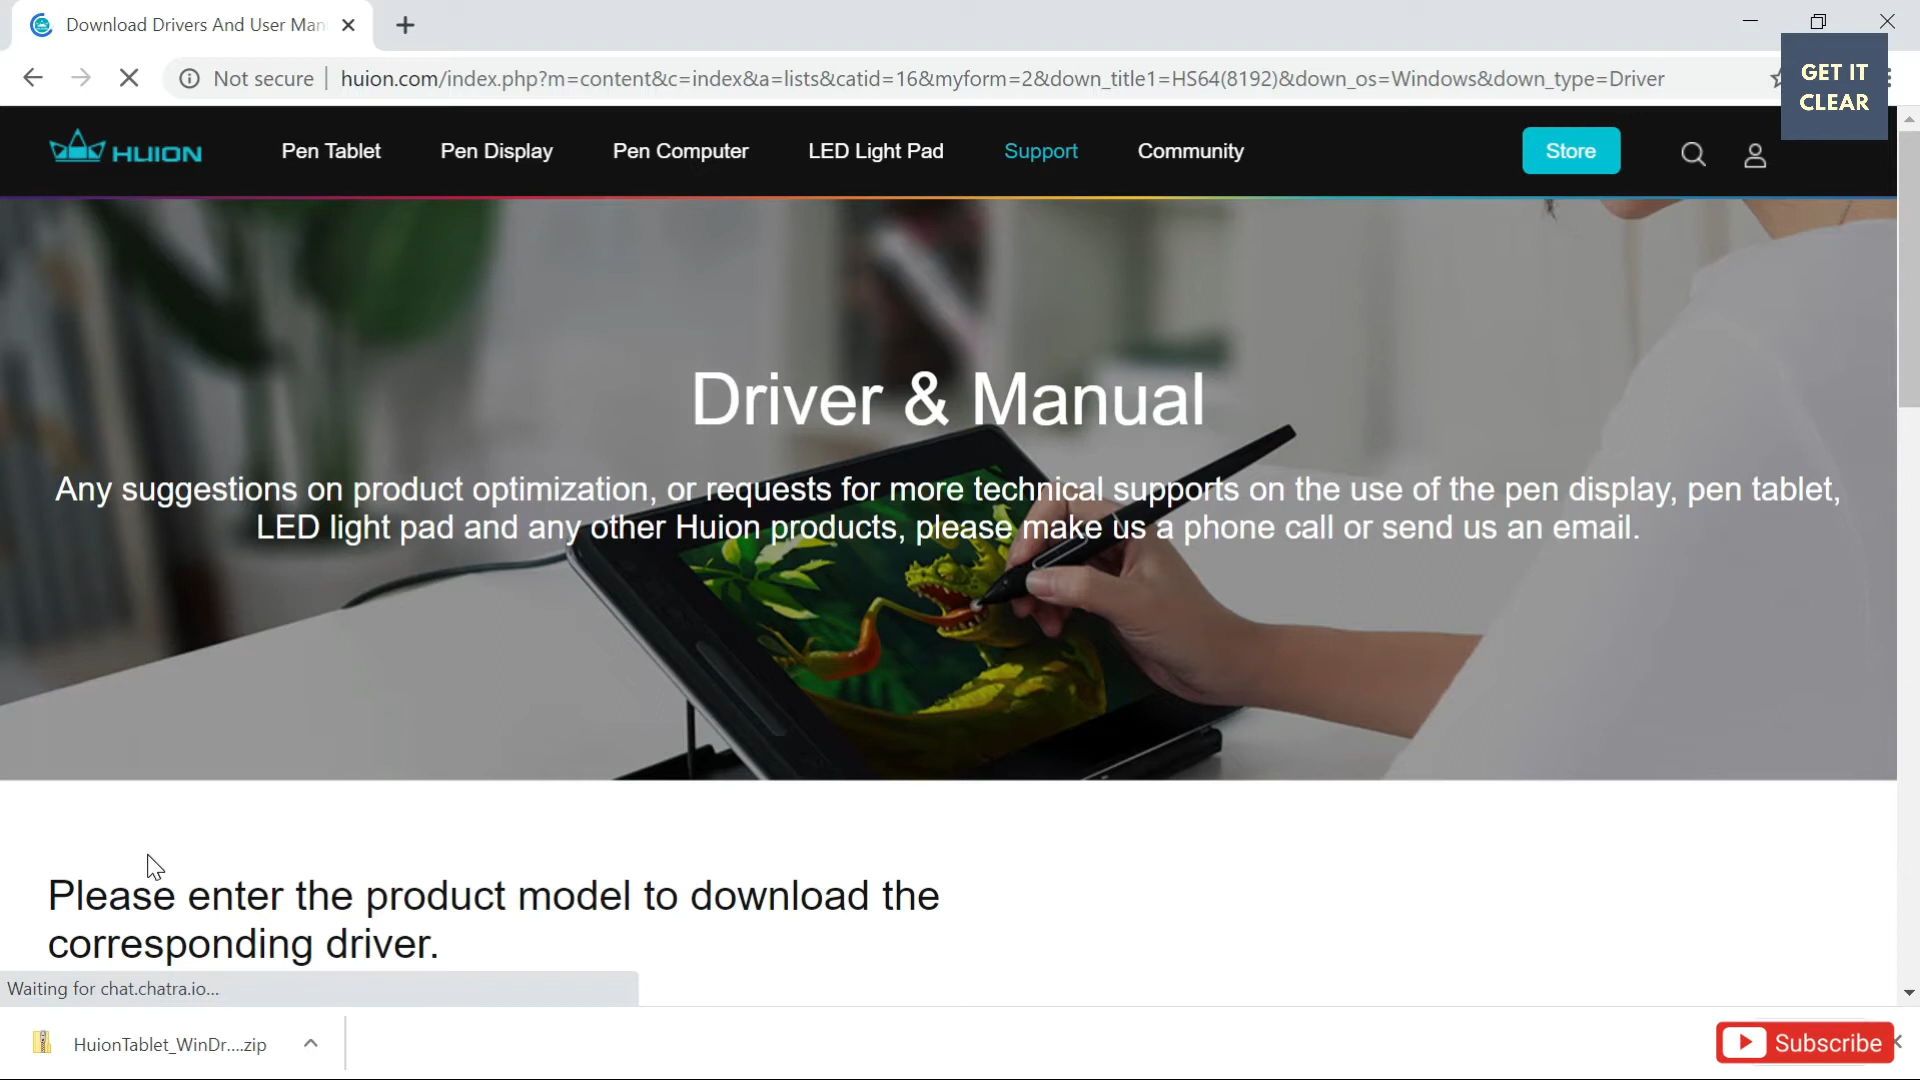 Download Drivers And User Man
Not secure
huion.com/index.php?m=content&c=index&a=lists&catid=16&myform=2&down_title1=HS64(8192)&down_os=Windows&down_type=Driver
GET IT
CLEAR
HUION
Pen Tablet
Pen Display
Pen Computer
LED Light Pad
Support
Community
Store
Driver & Manual
Any suggestions on product optimization, or requests for more technical supports on the use of the pen display, pen tablet,
LED light pad and any other Huion products, please make us a phone call or send us an email.
Please enter the product model to download the
corresponding driver.
Waiting for chat.chatra.io...
HuionTablet_WinDr....zip
Subscribe